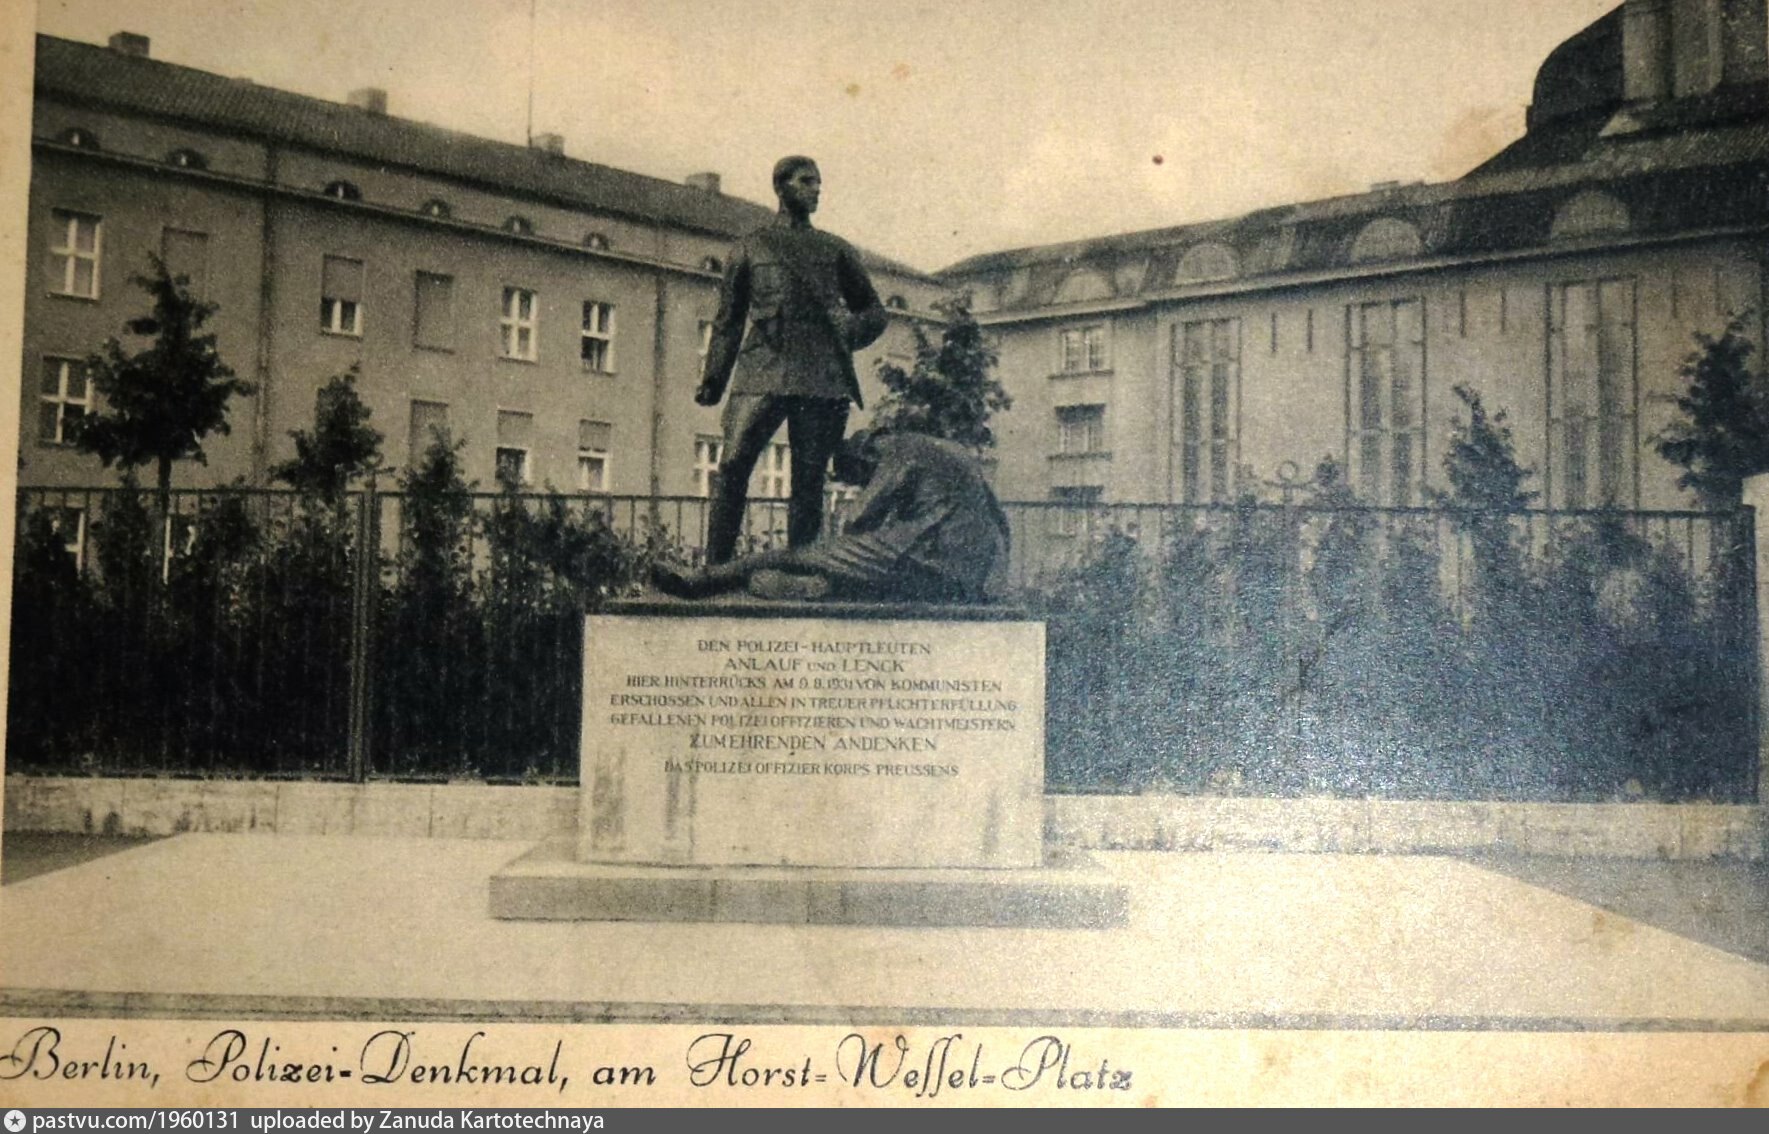 DEN POLIZEI-HAUPTLEUTEN
ANLAUF UND LENCK
HIER HINTERRÜCKS AM 9.8.1931 VON KOMMUNISTEN
ERSCHOSSEN UND ALLEN IN TREUER PFLICHTERFÜLLUNG
GEFALLENEN POLIZEIOFFIZIEREN UND WACHTMEISTERN
ZUM EHRENDEN ANDENKEN
DAS POLIZEI OFFIZIER KORPS PREUSSENS
Berlin, Polizei-Denkmal, am Horst-Wessel-Platz
pastvu.com/1960131 uploaded by Zanuda Kartotechnaya